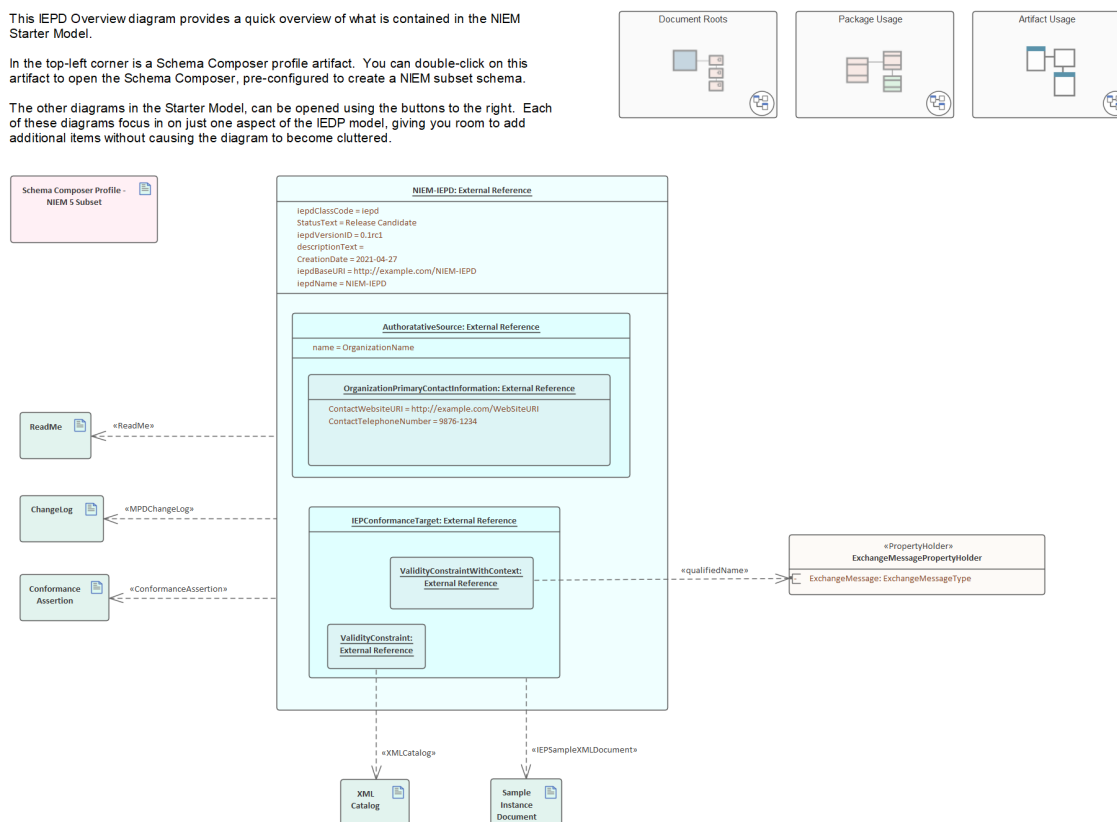 This IEPD Overview diagram provides a quick overview of what is contained in the NIEM
Starter Model.
In the top-left corner is a Schema Composer profile artifact. You can double-click on this
artifact to open the Schema Composer, pre-configured to create a NIEM subset schema.
The other diagrams in the Starter Model, can be opened using the buttons to the right. Each
of these diagrams focus in on just one aspect of the IEDP model, giving you room to add
additional items without causing the diagram to become cluttered.
Document Roots
Package Usage
Artifact Usage
Schema Composer Profile -
NIEM 5 Subset
NIEM-IEPD: External Reference
iepdClassCode = iepd
StatusText = Release Candidate
iepdVersionID = 0.1rc1
descriptionText =
CreationDate = 2021-04-27
iepdBaseURI = http://example.com/NIEM-IEPD
iepdName = NIEM-IEPD
AuthoratativeSource: External Reference
name = OrganizationName
OrganizationPrimaryContactInformation: External Reference
ContactWebsiteURI = http://example.com/WebSiteURI
ContactTelephoneNumber = 9876-1234
ReadMe
«ReadMe»
ChangeLog
«MPDChangeLog»
Conformance
Assertion
«ConformanceAssertion»
IEPConformanceTarget: External Reference
ValidityConstraintWithContext:
External Reference
ValidityConstraint:
External Reference
«qualifiedName»
«PropertyHolder»
ExchangeMessagePropertyHolder
ExchangeMessage: ExchangeMessageType
«XMLCatalog»
«IEPSampleXMLDocument»
XML
Catalog
Sample
Instance
Document